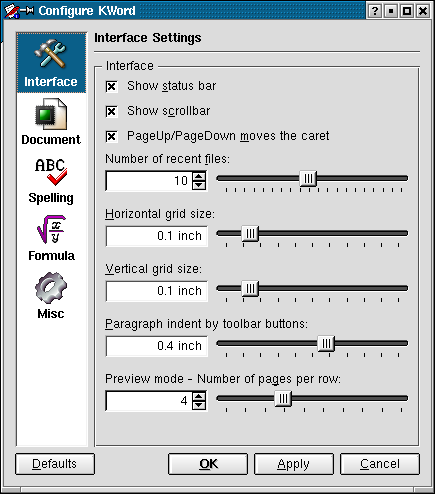 Configure KWord
Interface
Document
ABC
Spelling
x
y
Formula
Misc
Interface Settings
Interface
Show status bar
Show scrollbar
PageUp/PageDown moves the caret
Number of recent files:
10
Horizontal grid size:
0.1 inch
Vertical grid size:
0.1 inch
Paragraph indent by toolbar buttons:
0.4 inch
Preview mode - Number of pages per row:
4
Defaults
OK
Apply
Cancel